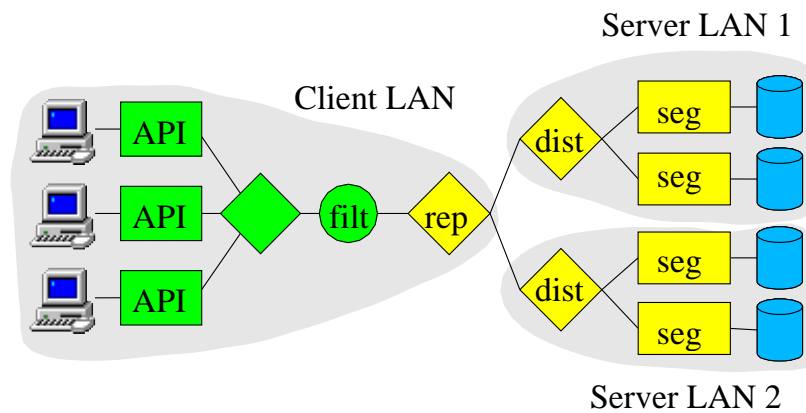 Server LAN 1
Client LAN
API
seg
dist
seg
API
filt
rep
seg
dist
API
seg
Server LAN 2